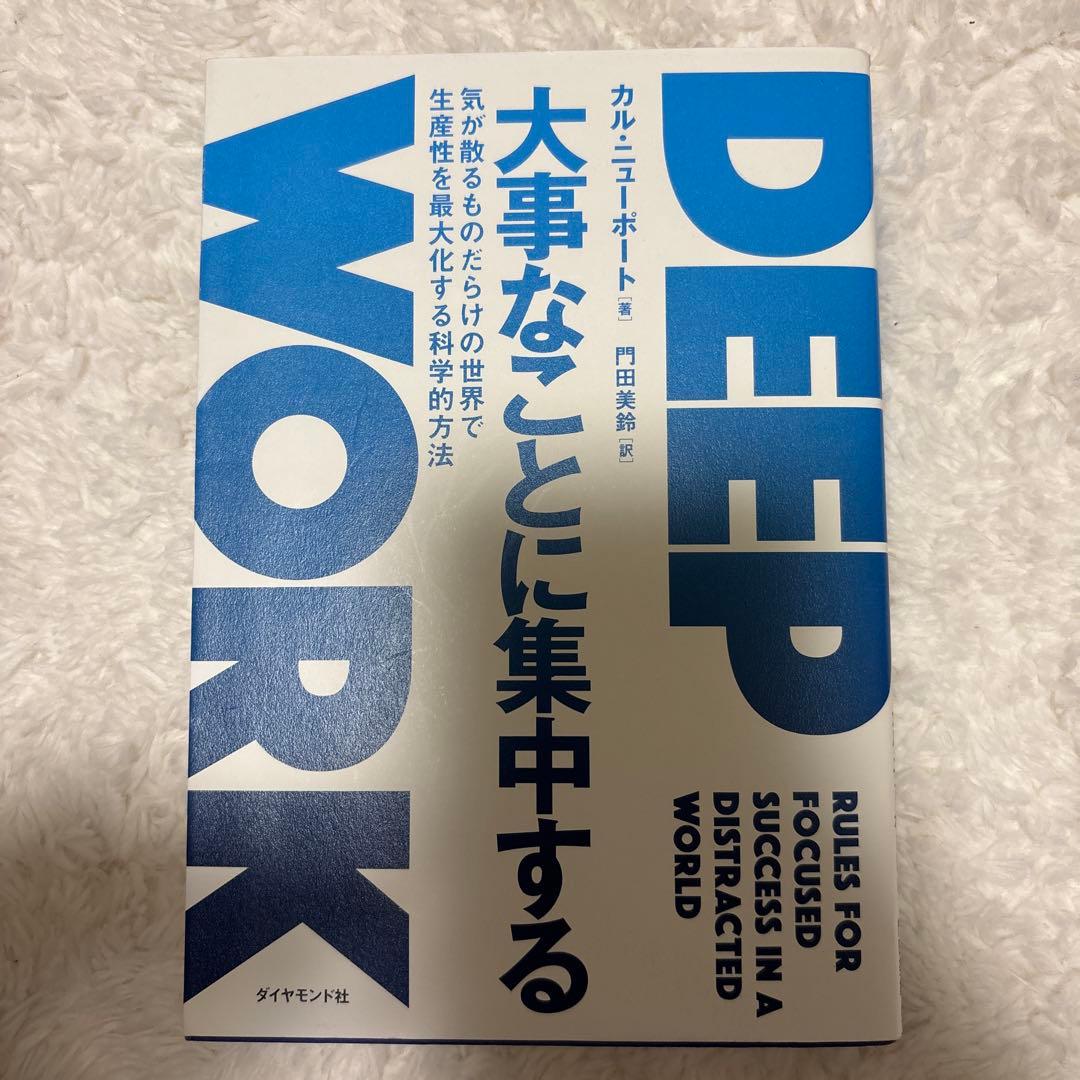 DEEP
WORK
カル・ニューポート[著] 門田美鈴[訳]
大事なことに集中する
気が散るものだらけの世界で
生産性を最大化する科学的方法
RULES FOR
FOCUSED
SUCCESS IN A
DISTRACTED
WORLD
ダイヤモンド社